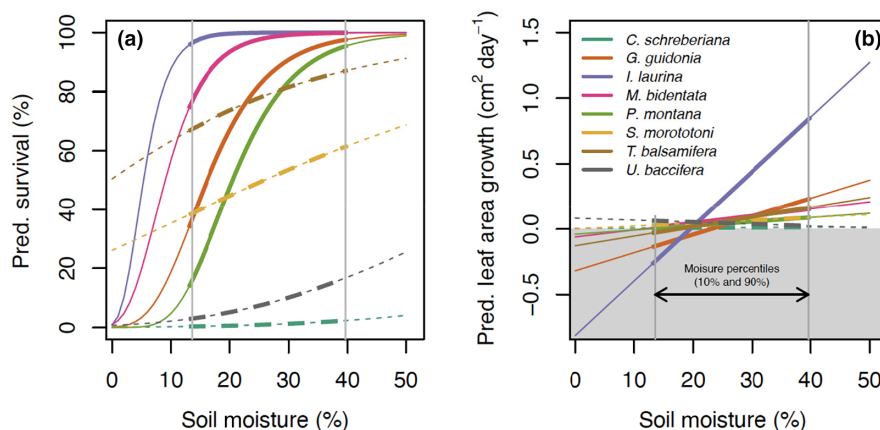 (a)
Pred. survival (%)
100
80
60
40
20
0
0 10 20 30 40 50
Soil moisture (%)
(b)
Pred. leaf area growth (cm² day⁻¹)
1.5
1.0
0.5
0.0
−0.5
C. schreberiana
G. guidonia
I. laurina
M. bidentata
P. montana
S. morototoni
T. balsamifera
U. baccifera
Moisure percentiles
(10% and 90%)
0 10 20 30 40 50
Soil moisture (%)